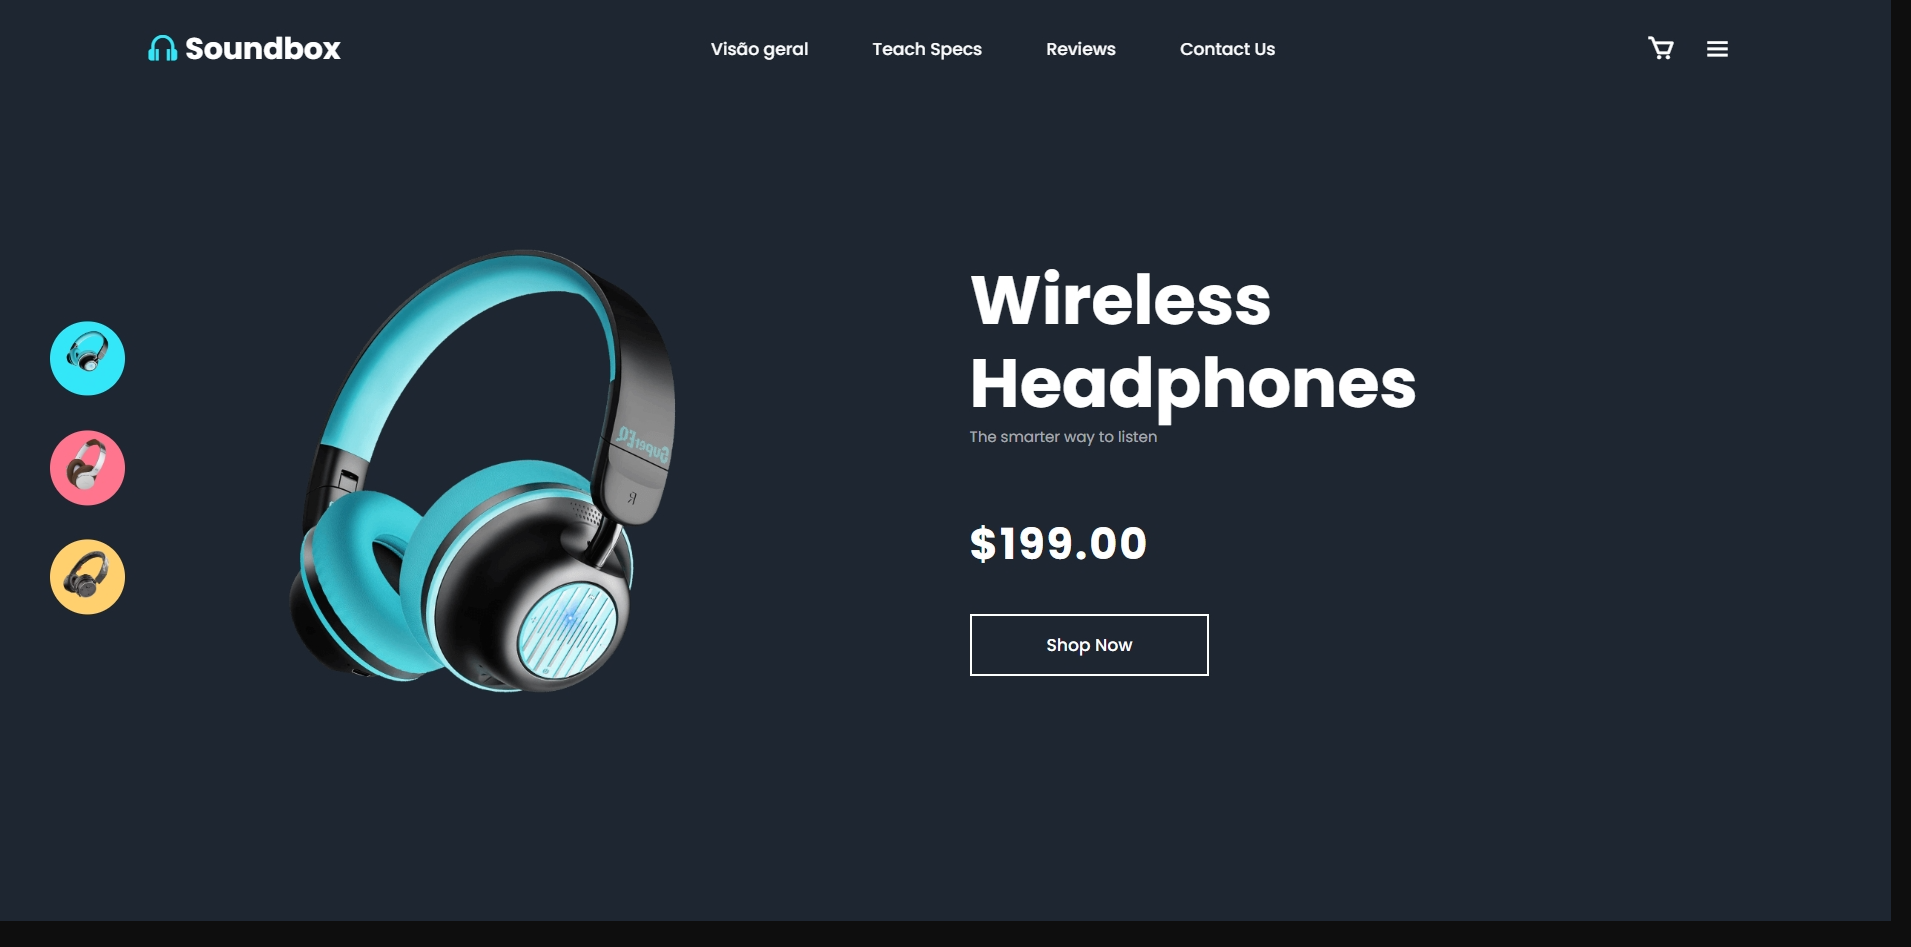 Soundbox
Visão geral
Teach Specs
Reviews
Contact Us
Wireless
Headphones
The smarter way to listen
$199.00
Shop Now
SuperEQ
R